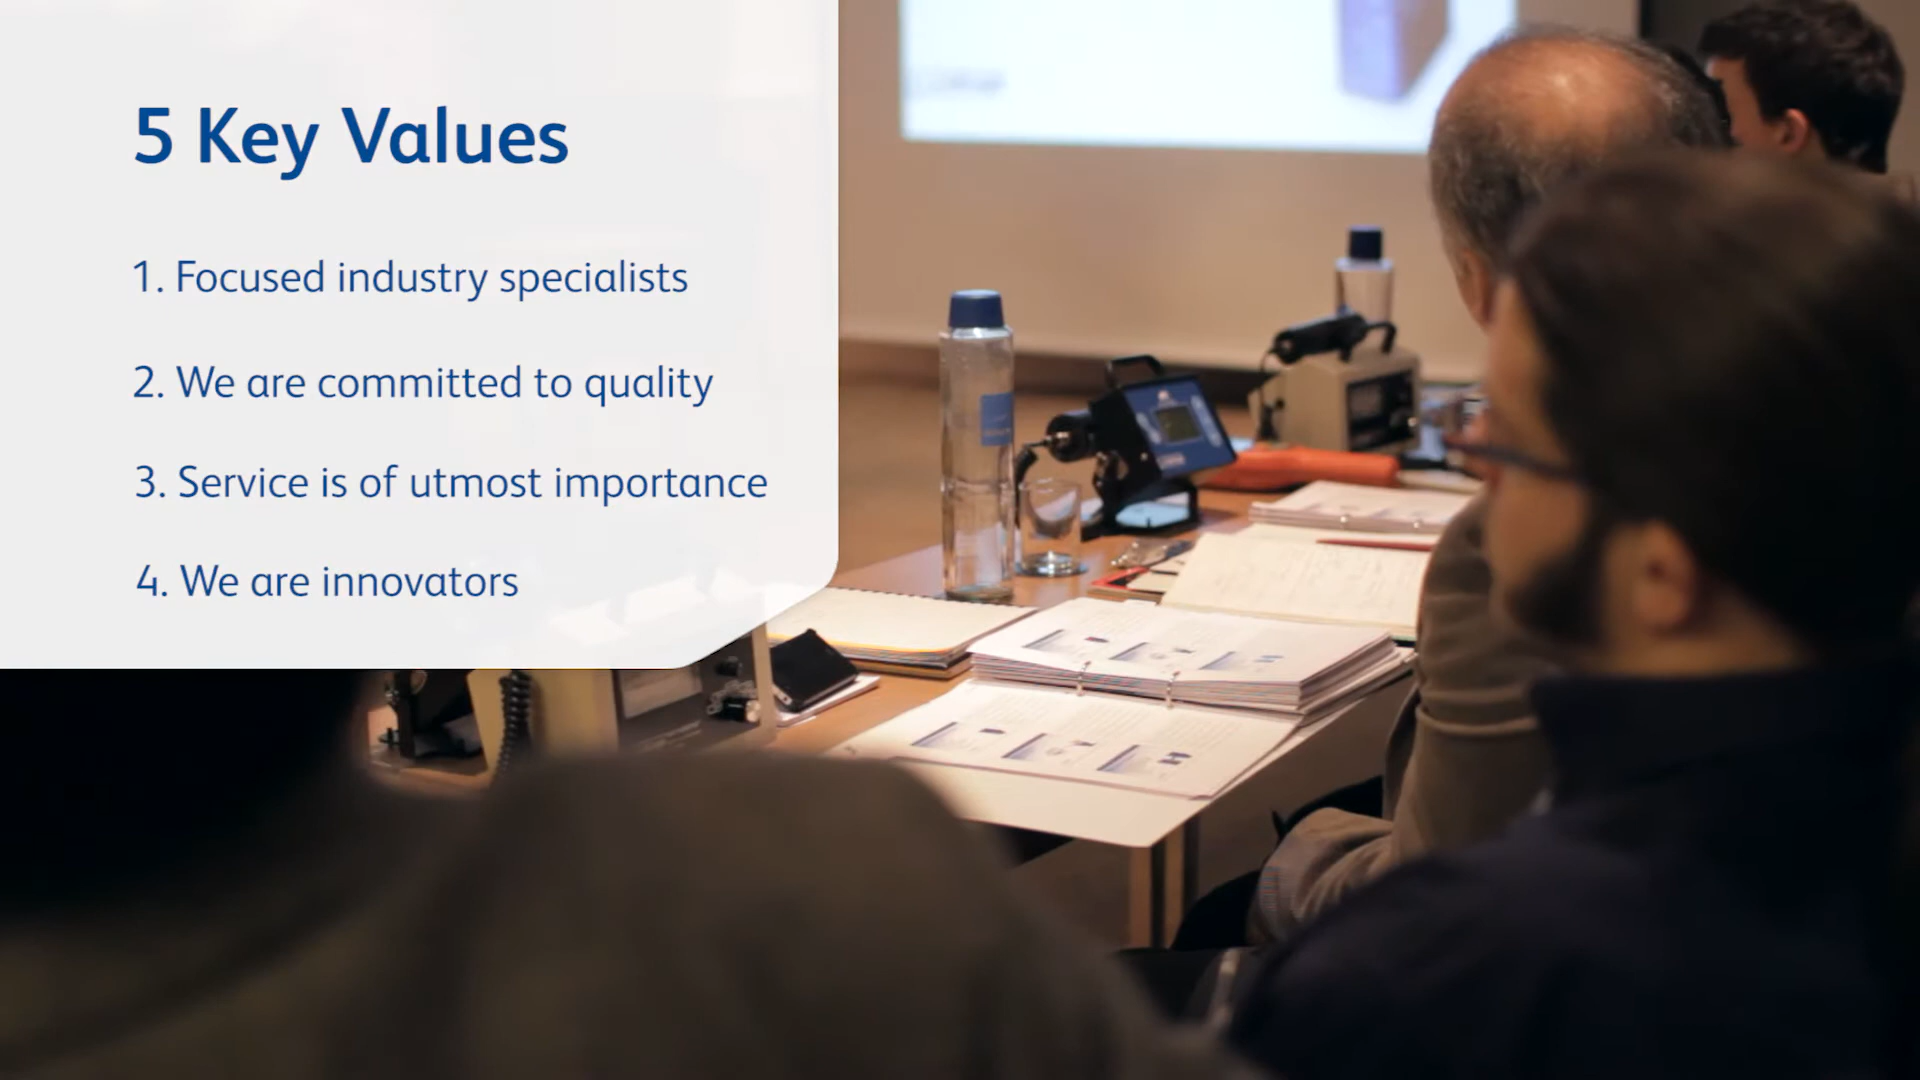 5 Key Values
1. Focused industry specialists
2. We are committed to quality
3. Service is of utmost importance
4. We are innovators